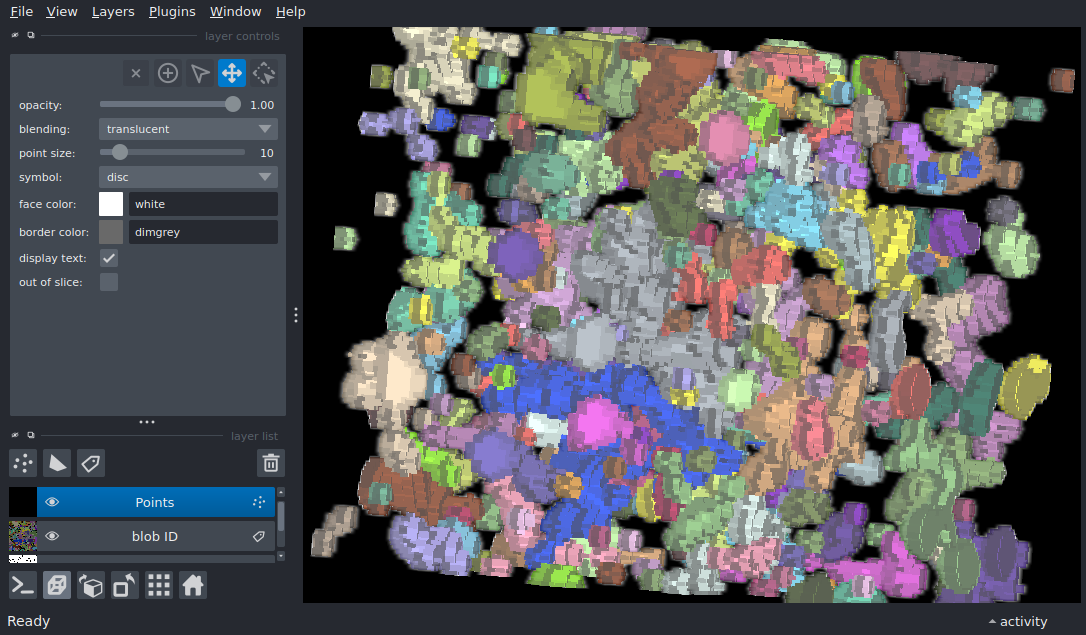 File View Layers Plugins Window Help
layer controls
opacity: 1.00
blending: translucent
point size: 10
symbol: disc
face color: white
border color: dimgrey
display text:
out of slice:
layer list
Points
blob ID
Ready
activity